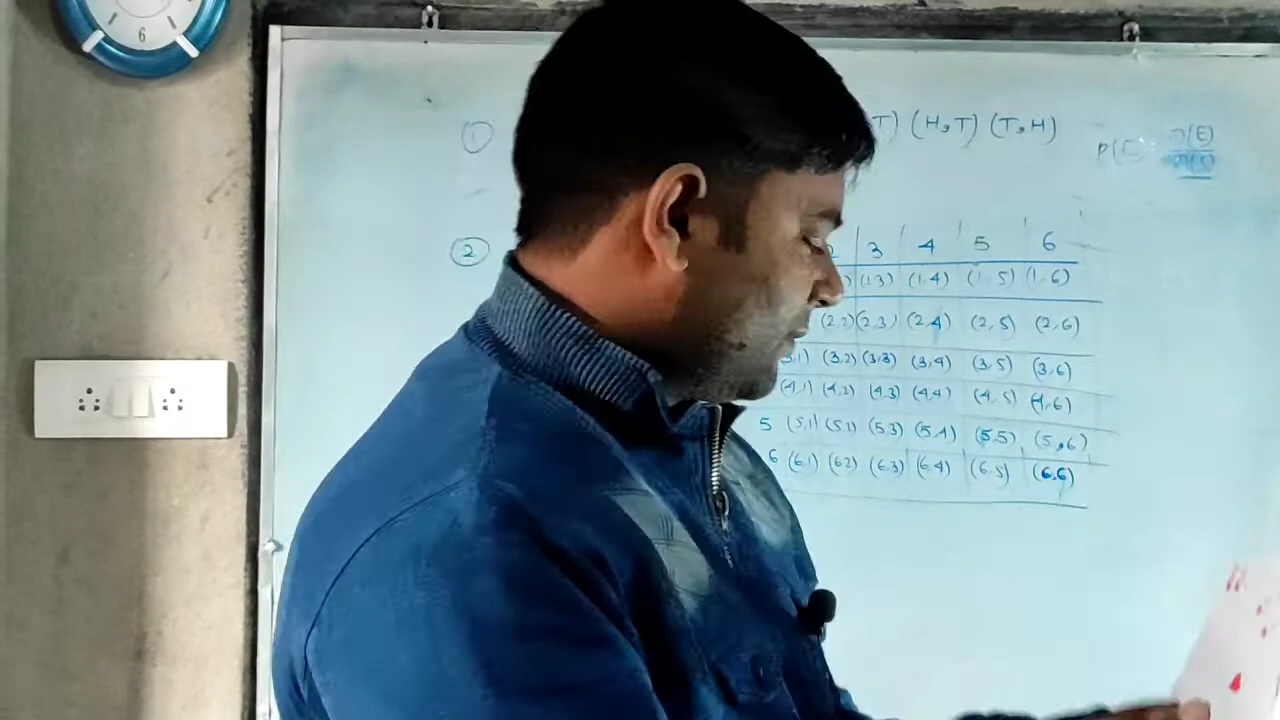 6
① T) (H,T) (T,H)
P(E) n(E)
n(S)
② 2 3 4 5 6
(1.3) (1.4) (1.5) (1.6)
(2,2) (2,3) (2,4) (2,5) (2,6)
3,1) (3,2) (3,3) (3,4) (3,5) (3,6)
(4,1) (4,2) (4,3) (4,4) (4,5) (4,6)
5 (5,1) (5.2) (5.3) (5,4) (5,5) (5,6)
6 (6.1) (6.2) (6.3) (6.4) (6.5) (6,6)